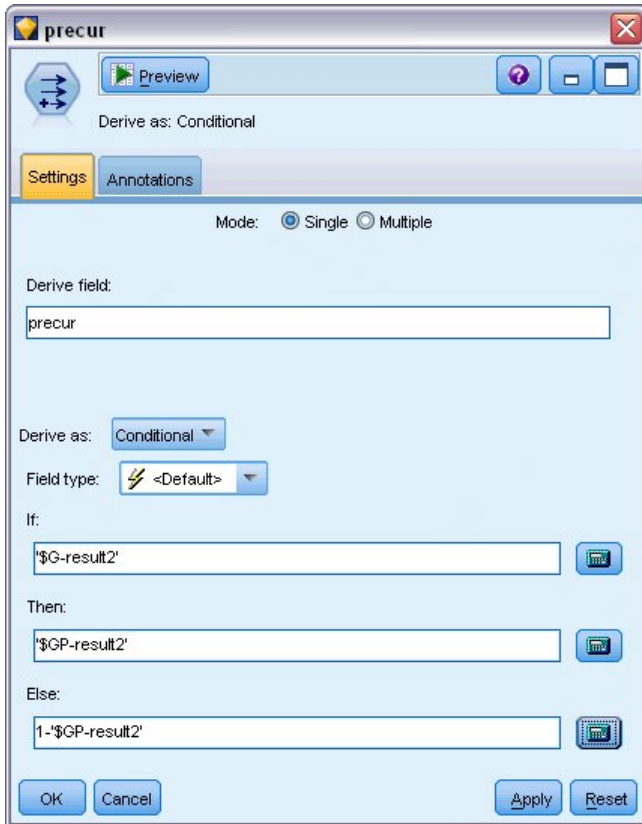 precur
Preview
Derive as: Conditional
Settings Annotations
Mode: Single Multiple
Derive field:
precur
Derive as: Conditional
Field type: <Default>
If:
'$G-result2'
Then:
'$GP-result2'
Else:
1-'$GP-result2'
OK Cancel Apply Reset